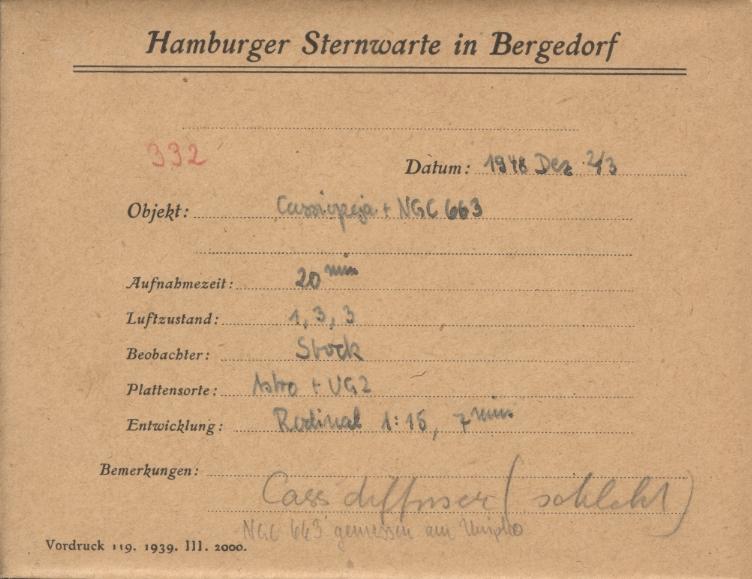 Hamburger Sternwarte in Bergedorf
332
Datum: 1948 Dez 2/3
Objekt: Cassiopeja + NGC 663
Aufnahmezeit: 20 min
Luftzustand: 1, 3, 3
Beobachter: Stock
Plattensorte: Astro + UG2
Entwicklung: Rodinal 1:15, 7 min
Bemerkungen:
Cass diffuser (schlecht)
NGC 663 gemessen am
Vordruck 119. 1939. III. 2000.